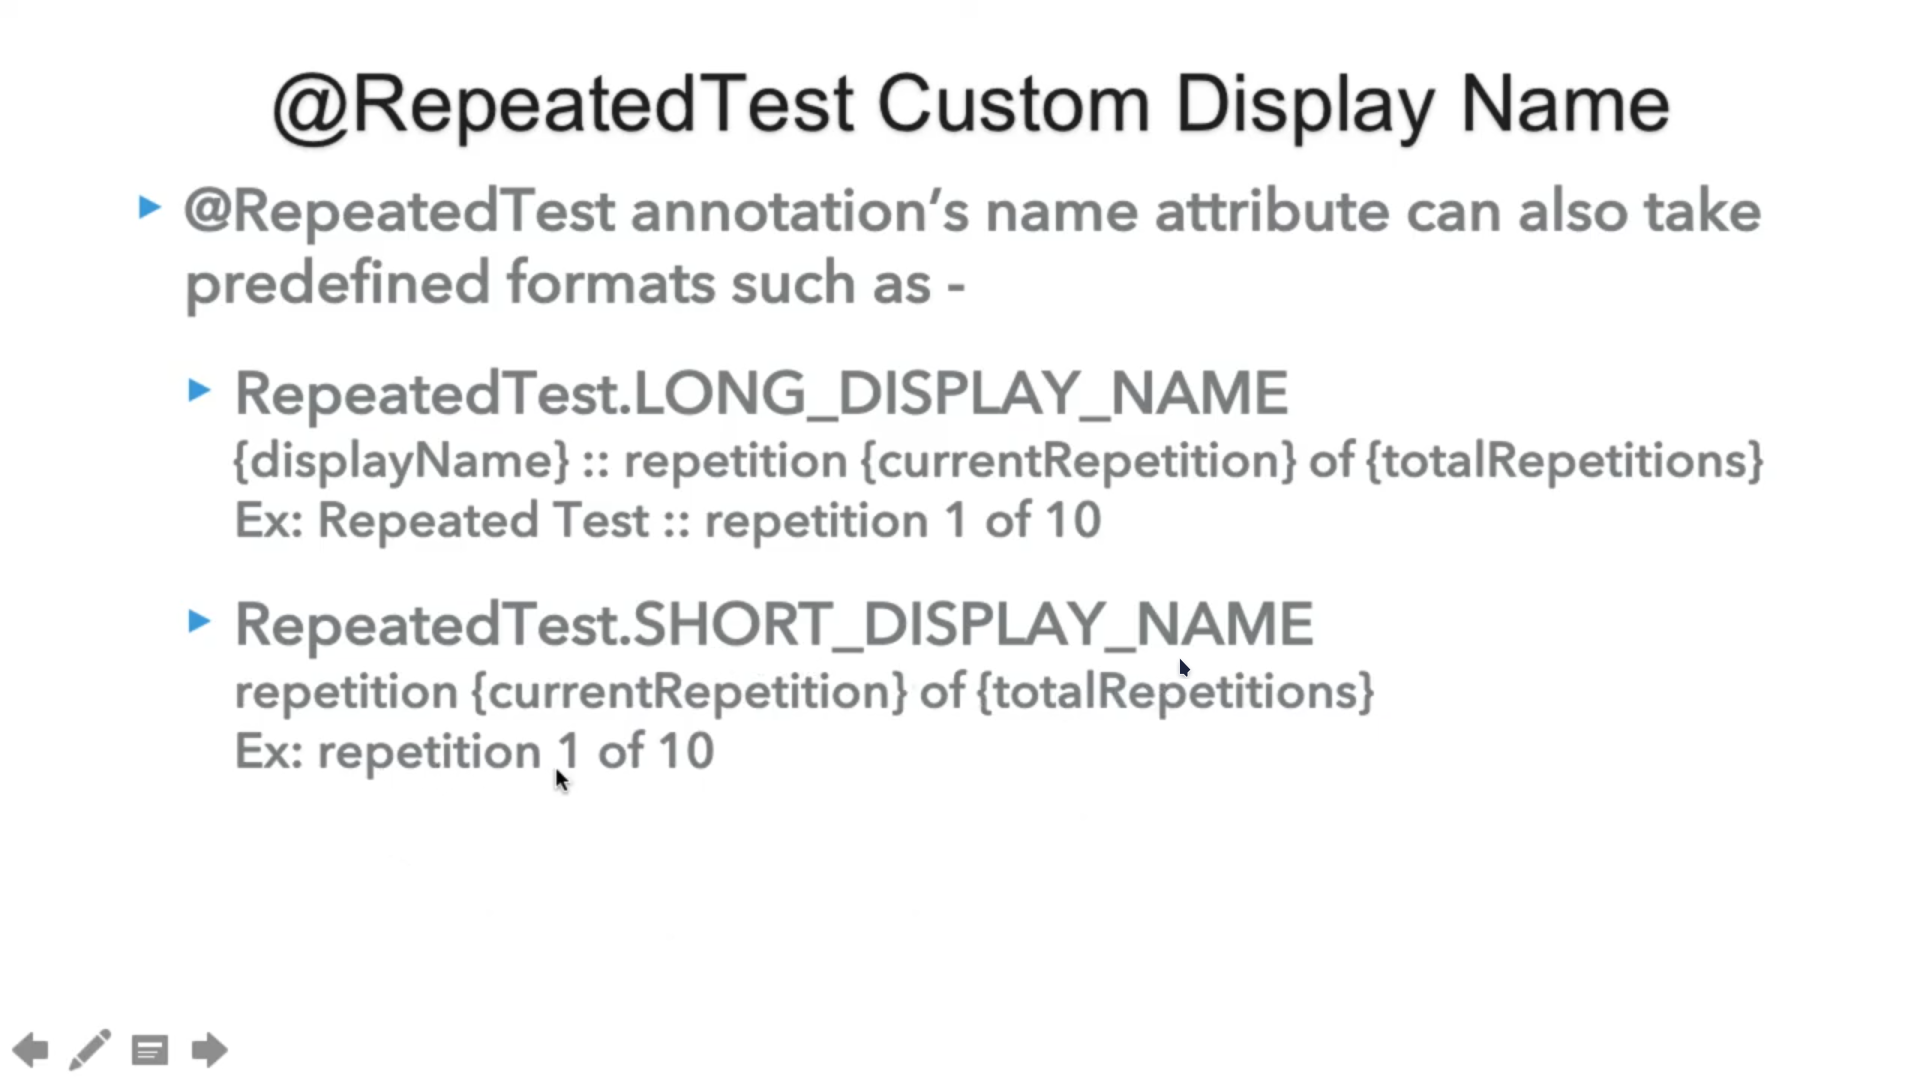 @RepeatedTest Custom Display Name
@RepeatedTest annotation’s name attribute can also take
predefined formats such as -
RepeatedTest.LONG_DISPLAY_NAME
{displayName} :: repetition {currentRepetition} of {totalRepetitions}
Ex: Repeated Test :: repetition 1 of 10
RepeatedTest.SHORT_DISPLAY_NAME
repetition {currentRepetition} of {totalRepetitions}
Ex: repetition 1 of 10